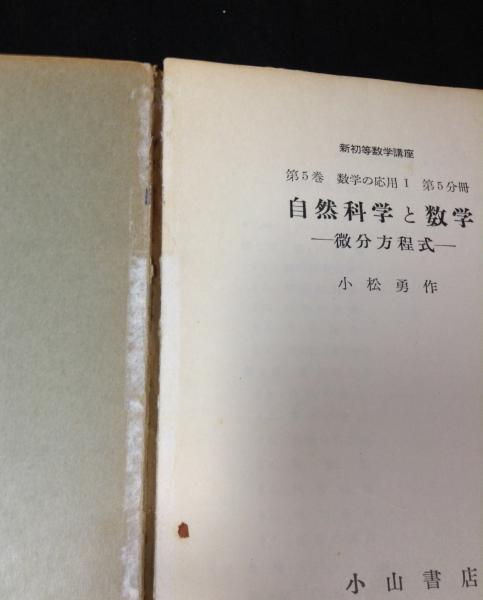 新初等数学講座
第5巻 数学の応用 I 第5分冊
自然科学と数学
—微分方程式—
小松勇作
小山書店